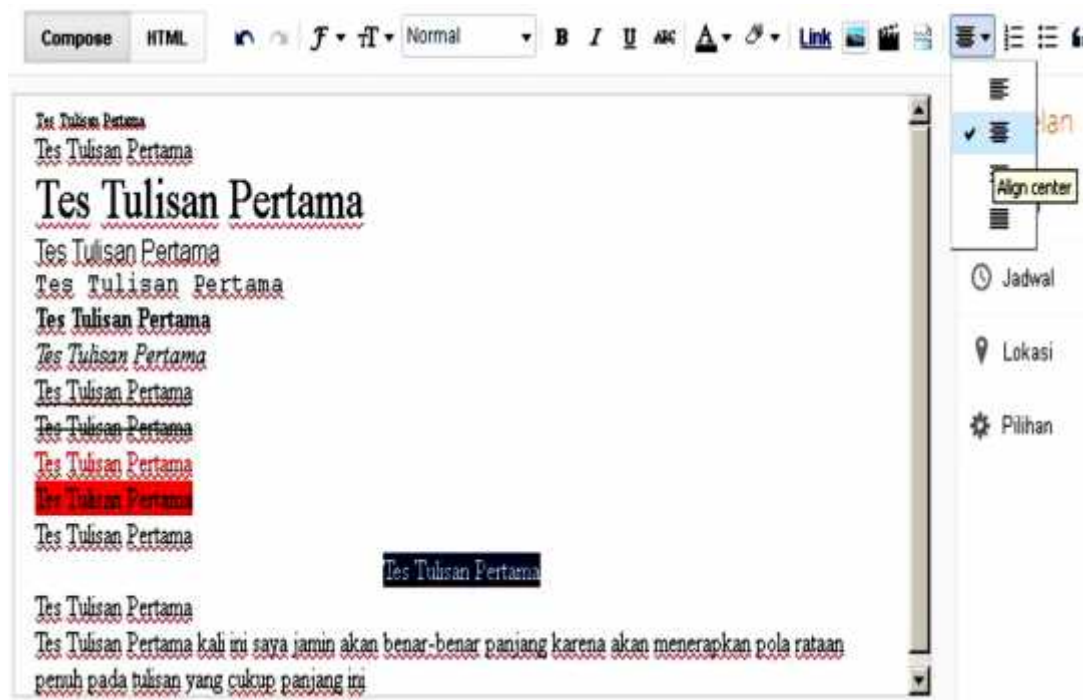 Compose HTML Normal B I U ABC A Link
Tes Tulisan Pertama
Tes Tulisan Pertama
Tes Tulisan Pertama
Tes Tulisan Pertama
Tes Tulisan Pertama
Tes Tulisan Pertama
Tes Tulisan Pertama
Tes Tulisan Pertama
Tes Tulisan Pertama
Tes Tulisan Pertama
Tes Tulisan Pertama
Tes Tulisan Pertama
Tes Tulisan Pertama
Tes Tulisan Pertama
Tes Tulisan Pertama kali ini saya jamin akan benar-benar panjang karena akan menerapkan pola rataan
penuh pada tulisan yang cukup panjang ini
Align center
Jadwal
Lokasi
Pilihan